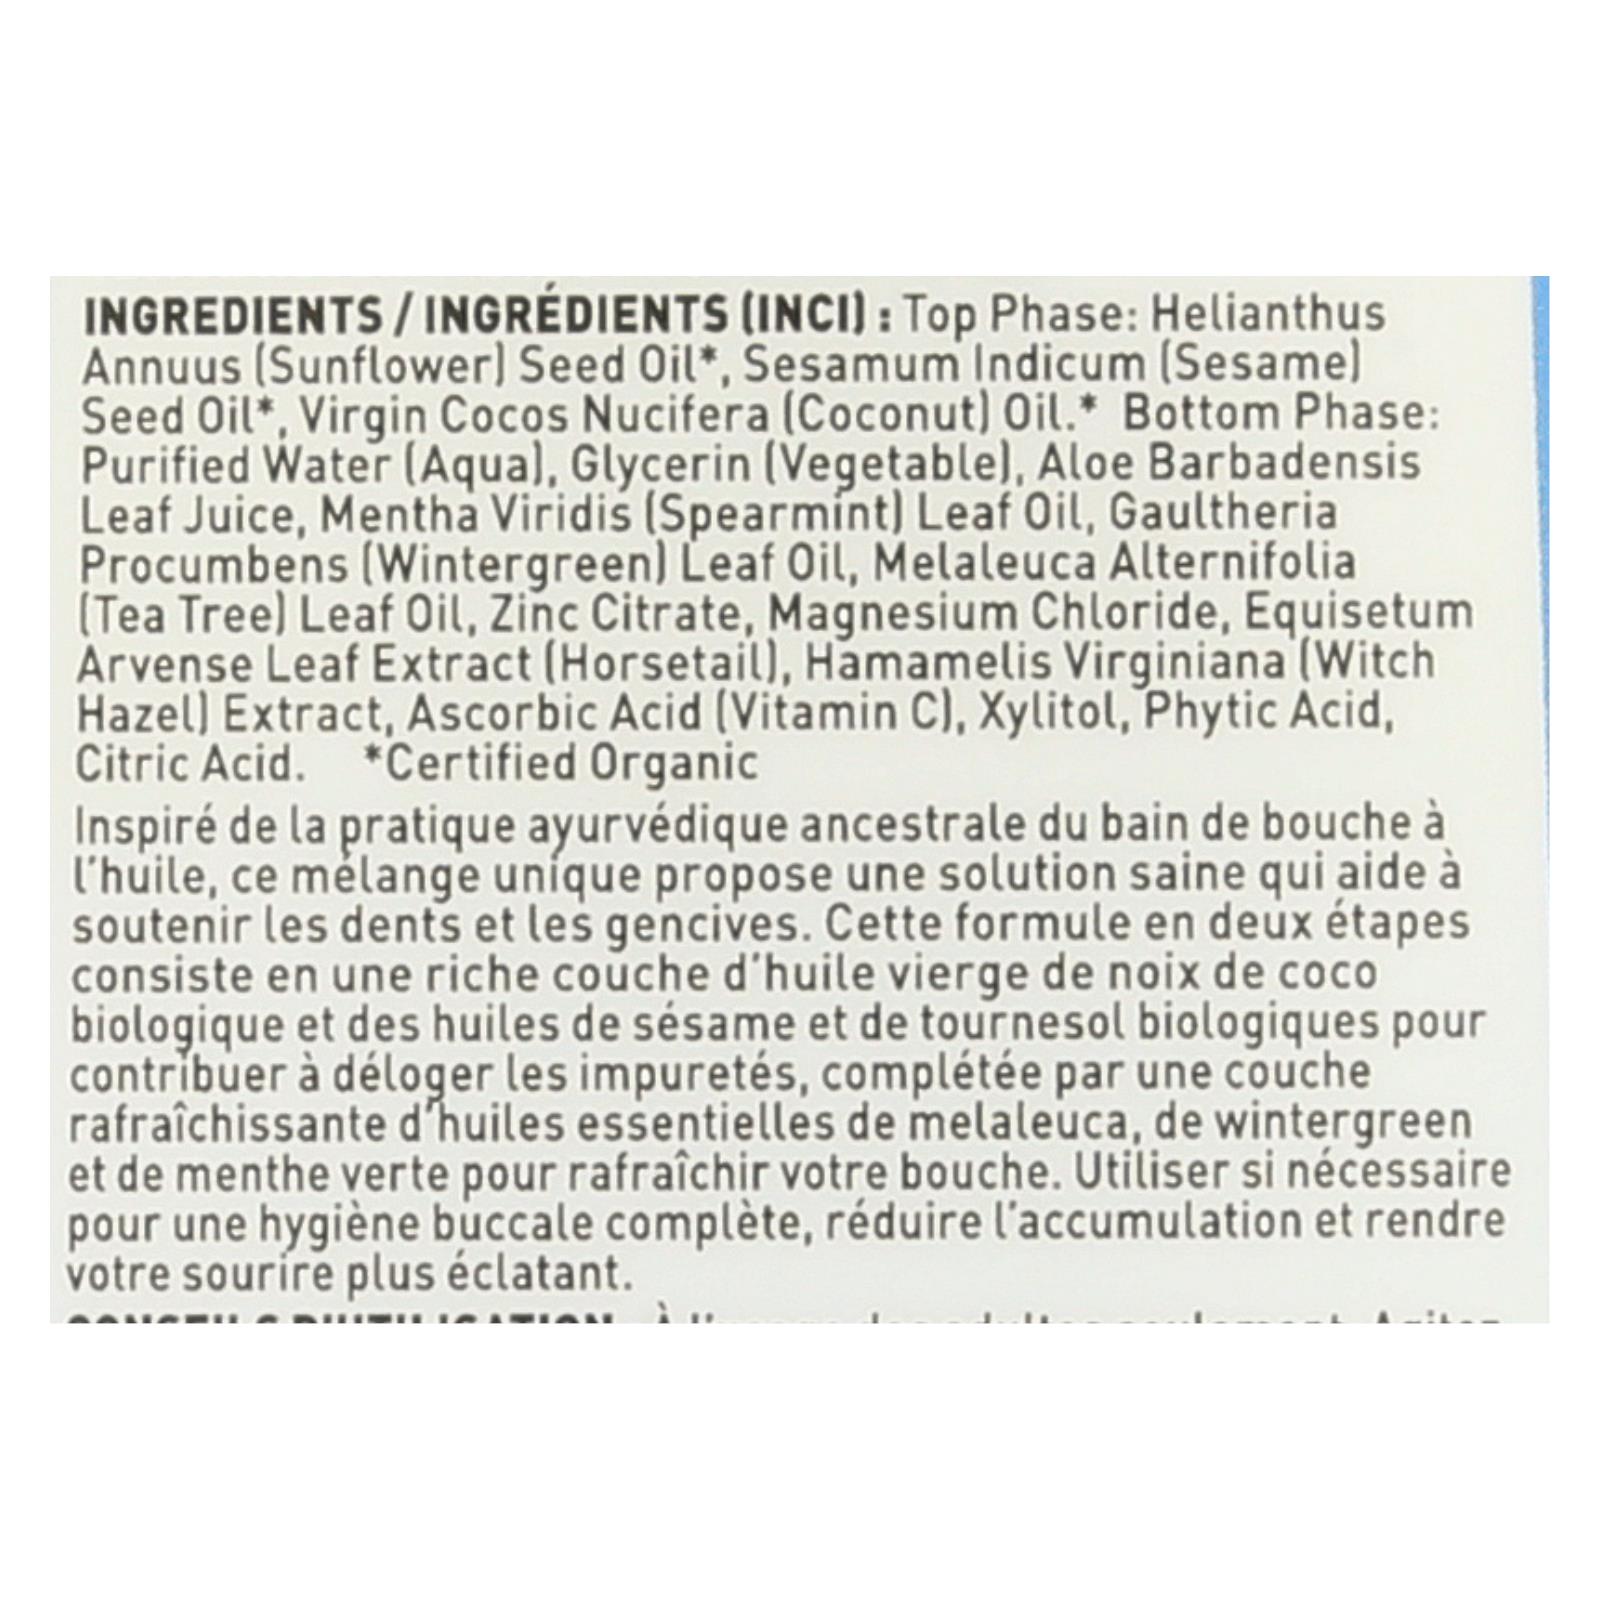 INGREDIENTS / INGRÉDIENTS (INCI) : Top Phase: Helianthus
Annuus (Sunflower) Seed Oil*, Sesamum Indicum (Sesame)
Seed Oil*, Virgin Cocos Nucifera (Coconut) Oil.* Bottom Phase:
Purified Water (Aqua), Glycerin (Vegetable), Aloe Barbadensis
Leaf Juice, Mentha Viridis (Spearmint) Leaf Oil, Gaultheria
Procumbens (Wintergreen) Leaf Oil, Melaleuca Alternifolia
(Tea Tree) Leaf Oil, Zinc Citrate, Magnesium Chloride, Equisetum
Arvense Leaf Extract (Horsetail), Hamamelis Virginiana (Witch
Hazel) Extract, Ascorbic Acid (Vitamin C), Xylitol, Phytic Acid,
Citric Acid. *Certified Organic
Inspiré de la pratique ayurvédique ancestrale du bain de bouche à
l'huile, ce mélange unique propose une solution saine qui aide à
soutenir les dents et les gencives. Cette formule en deux étapes
consiste en une riche couche d'huile vierge de noix de coco
biologique et des huiles de sésame et de tournesol biologiques pour
contribuer à déloger les impuretés, complétée par une couche
rafraîchissante d'huiles essentielles de melaleuca, de wintergreen
et de menthe verte pour rafraîchir votre bouche. Utiliser si nécessaire
pour une hygiène buccale complète, réduire l'accumulation et rendre
votre sourire plus éclatant.